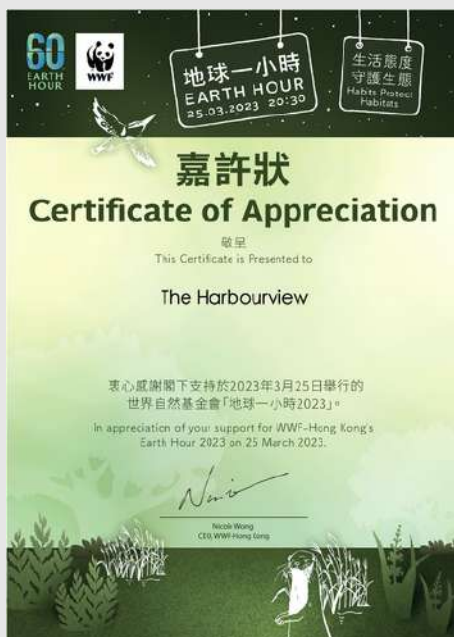 60
EARTH
HOUR
WWF
地球一小時
EARTH HOUR
25.03.2023 20:30
生活態度
守護生態
Habits Protect
Habitats
嘉許狀
Certificate of Appreciation
敬呈
This Certificate is Presented to
The Harbourview
衷心感謝閣下支持於2023年3月25日舉行的
世界自然基金會「地球一小時2023」。
In appreciation of your support for WWF-Hong Kong's
Earth Hour 2023 on 25 March 2023.
Nicole Wong
CEO, WWF-Hong Kong